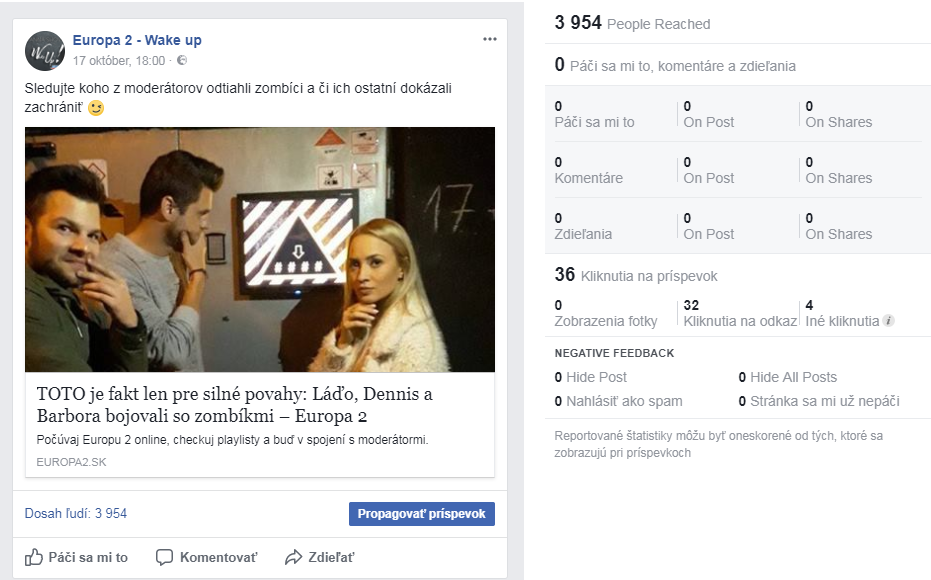 Europa 2 - Wake up
17 október, 18:00 ·
Sledujte koho z moderátorov odtiahli zombíci a či ich ostatní dokázali
zachrániť
17-
####
TOTO je fakt len pre silné povahy: Láďo, Dennis a
Barbora bojovali so zombíkmi – Europa 2
Počúvaj Europu 2 online, checkuj playlisty a buď v spojení s moderátormi.
EUROPA2.SK
Dosah ľudí: 3 954
Propagovať príspevok
Páči sa mi to
Komentovať
Zdieľať
3 954 People Reached
0 Páči sa mi to, komentáre a zdieľania
0
Páči sa mi to
0
On Post
0
On Shares
0
Komentáre
0
On Post
0
On Shares
0
Zdieľania
0
On Post
0
On Shares
36 Kliknutia na príspevok
0
Zobrazenia fotky
32
Kliknutia na odkaz
4
Iné kliknutia i
NEGATIVE FEEDBACK
0 Hide Post
0 Hide All Posts
0 Nahlásiť ako spam
0 Stránka sa mi už nepáči
Reportované štatistiky môžu byť oneskorené od tých, ktoré sa
zobrazujú pri príspevkoch